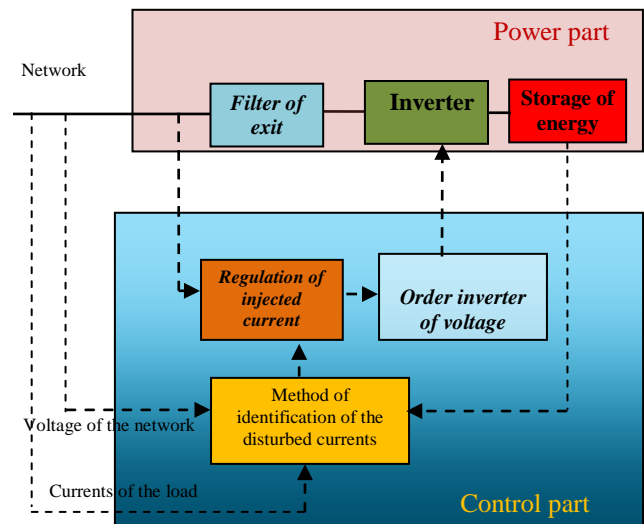 Power part
Network
Filter of
exit
Inverter
Storage of
energy
Regulation of
injected
current
Order inverter
of voltage
Method of
identification of the
disturbed currents
Voltage of the network
Currents of the load
Control part